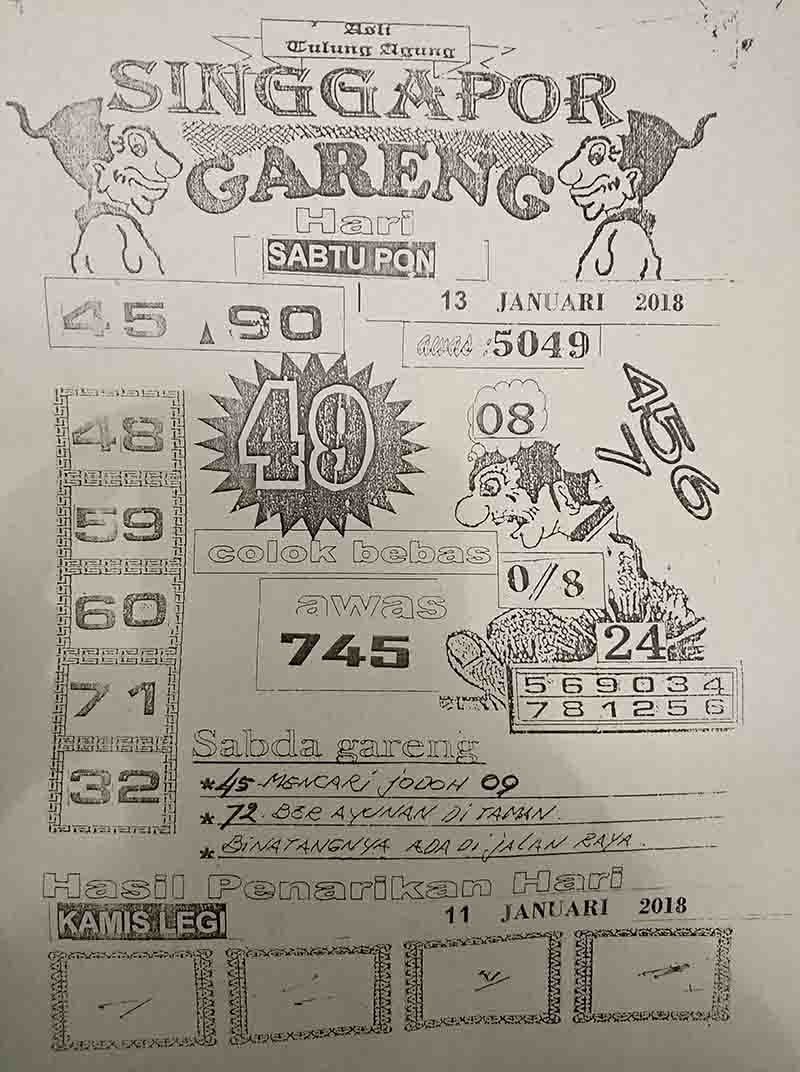 Asli
Tulung Agung
SINGGAPOR
GARENG
Hari
SABTU PON
13 JANUARI 2018
45 90
awas : 5049
48
59
60
71
32
49
08
4567
colok bebas
0//8
awas
745
24
569034
781256
Sabda gareng
*45-MENCARI JODOH 09
*72. BER AYUNAN DI TAMAN.
* BINATANGNYA ADA DI JALAN RAYA.
Hasil Penarikan Hari
KAMIS LEGI
11 JANUARI 2018